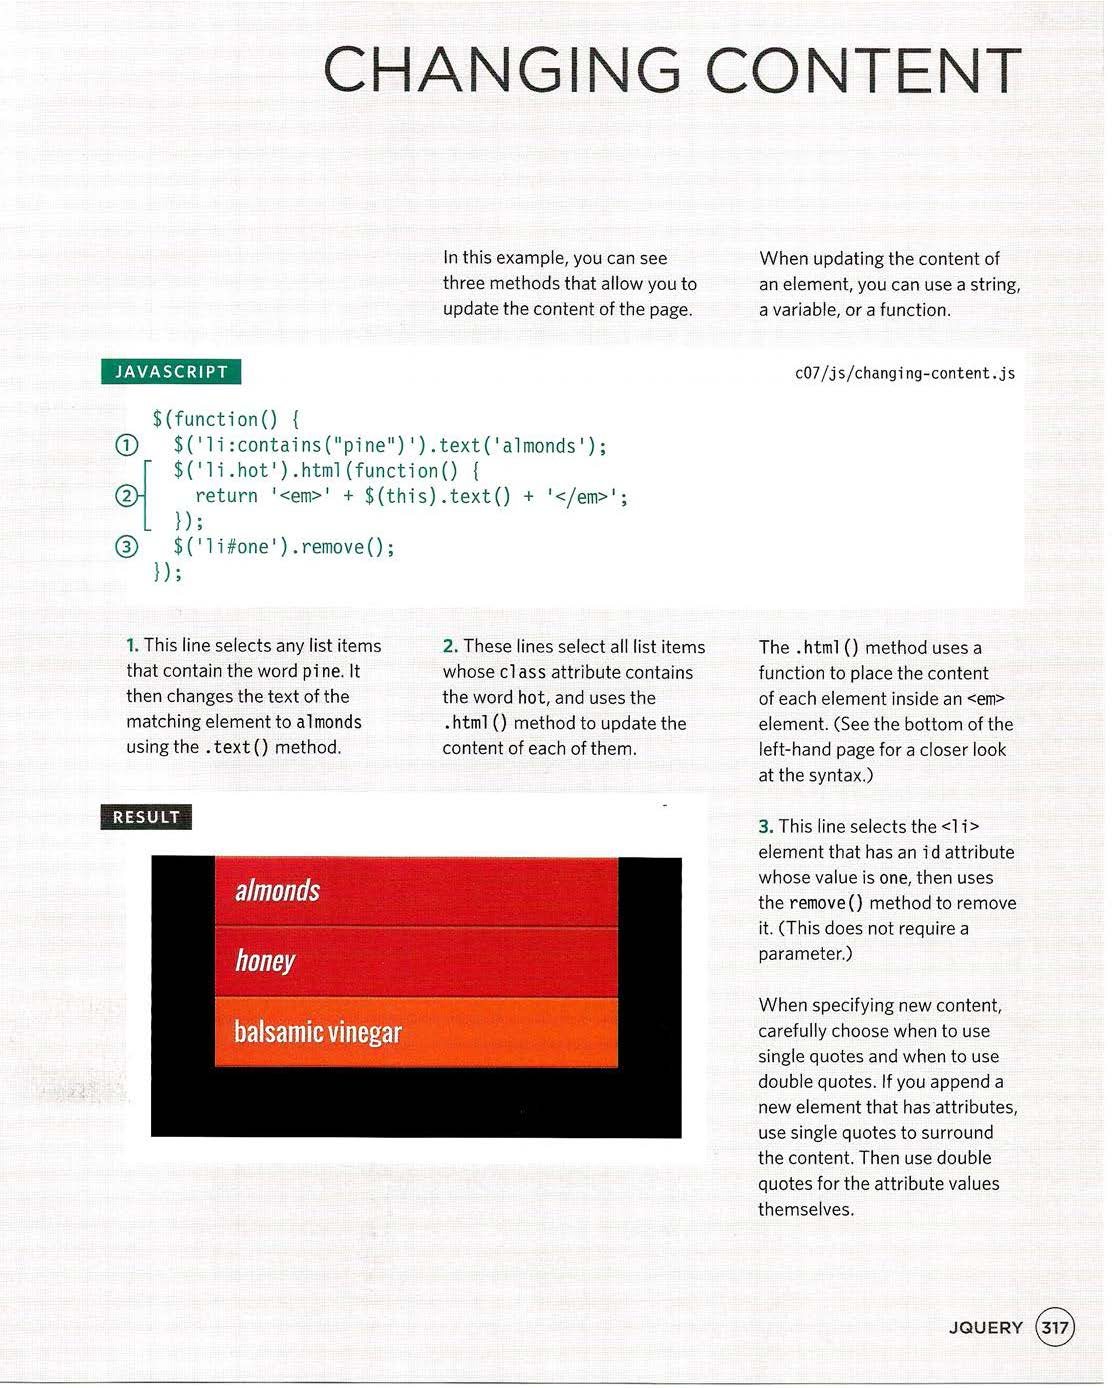 CHANGING CONTENT
In this example, you can see
three methods that allow you to
update the content of the page.
When updating the content of
an element, you can use a string,
a variable, or a function.
JAVASCRIPT
c07/js/changing-content.js
$(function() {
① $('li:contains("pine")').text('almonds');
$('li.hot').html(function() {
② return '<em>' + $(this).text() + '</em>';
});
③ $('li#one').remove();
});
1. This line selects any list items
that contain the word pine. It
then changes the text of the
matching element to almonds
using the .text() method.
2. These lines select all list items
whose class attribute contains
the word hot, and uses the
.html() method to update the
content of each of them.
The .html() method uses a
function to place the content
of each element inside an <em>
element. (See the bottom of the
left-hand page for a closer look
at the syntax.)
3. This line selects the <li>
element that has an id attribute
whose value is one, then uses
the remove() method to remove
it. (This does not require a
parameter.)
When specifying new content,
carefully choose when to use
single quotes and when to use
double quotes. If you append a
new element that has attributes,
use single quotes to surround
the content. Then use double
quotes for the attribute values
themselves.
RESULT
almonds
honey
balsamic vinegar
JQUERY 317